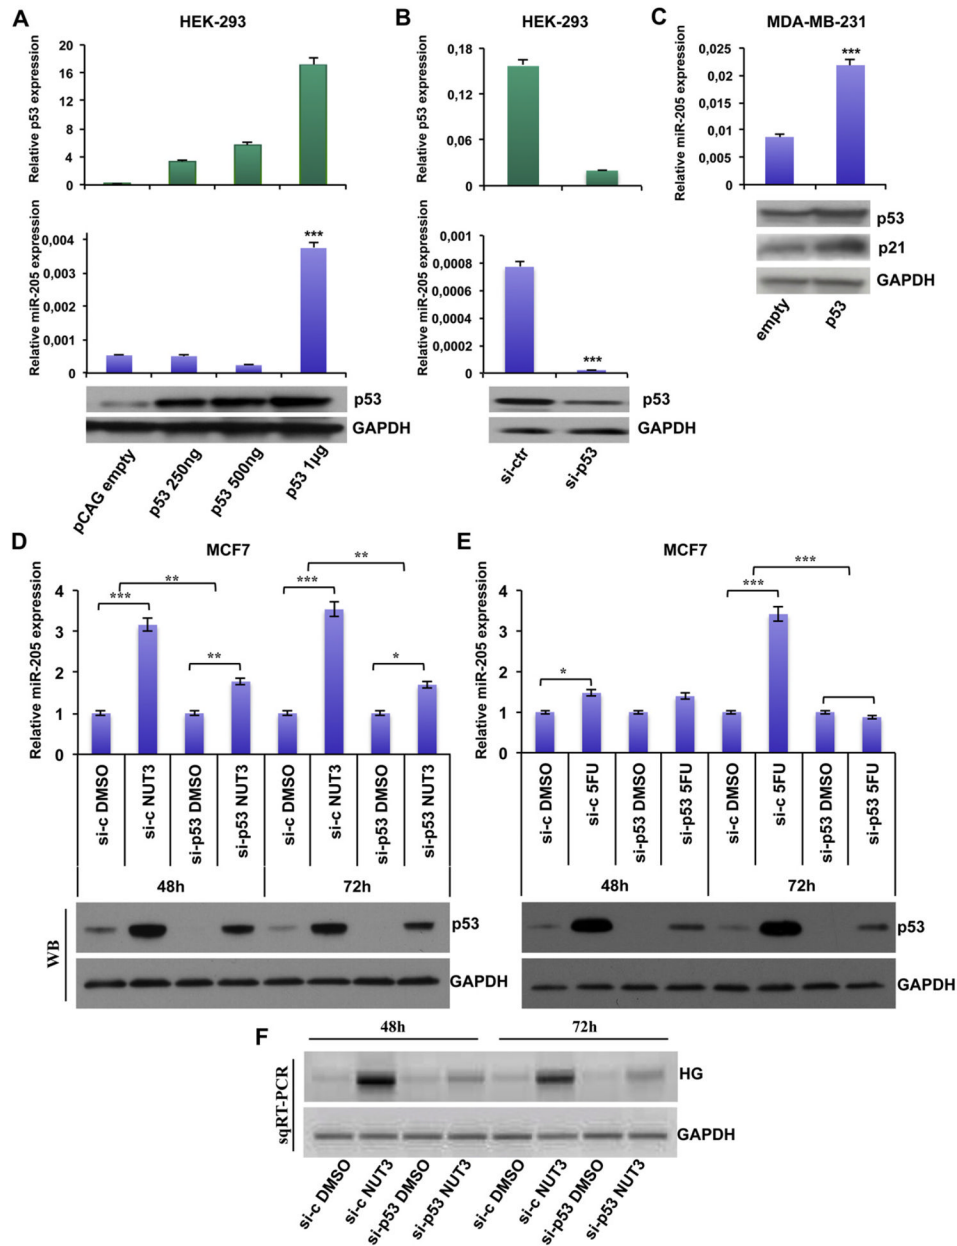 A
HEK-293
Relative p53 expression
20
16
12
8
4
0
Relative miR-205 expression
0,004
0,003
0,002
0,001
0
***
p53
GAPDH
pCAG empty
p53 250ng
p53 500ng
p53 1µg
B
HEK-293
Relative p53 expression
0,18
0,12
0,06
0
Relative miR-205 expression
0,001
0,0008
0,0006
0,0004
0,0002
0
***
p53
GAPDH
si-ctr
si-p53
C
MDA-MB-231
Relative miR-205 expression
0,025
0,02
0,015
0,01
0,005
0
***
p53
p21
GAPDH
empty
p53
D
MCF7
Relative miR-205 expression
4
3
2
1
0
***
**
**
***
**
*
si-c DMSO
si-c NUT3
si-p53 DMSO
si-p53 NUT3
si-c DMSO
si-c NUT3
si-p53 DMSO
si-p53 NUT3
48h
72h
WB
p53
GAPDH
E
MCF7
Relative miR-205 expression
4
3
2
1
0
*
***
***
si-c DMSO
si-c 5FU
si-p53 DMSO
si-p53 5FU
si-c DMSO
si-c 5FU
si-p53 DMSO
si-p53 5FU
48h
72h
p53
GAPDH
F
48h
72h
sqRT-PCR
HG
GAPDH
si-c DMSO
si-c NUT3
si-p53 DMSO
si-p53 NUT3
si-c DMSO
si-c NUT3
si-p53 DMSO
si-p53 NUT3